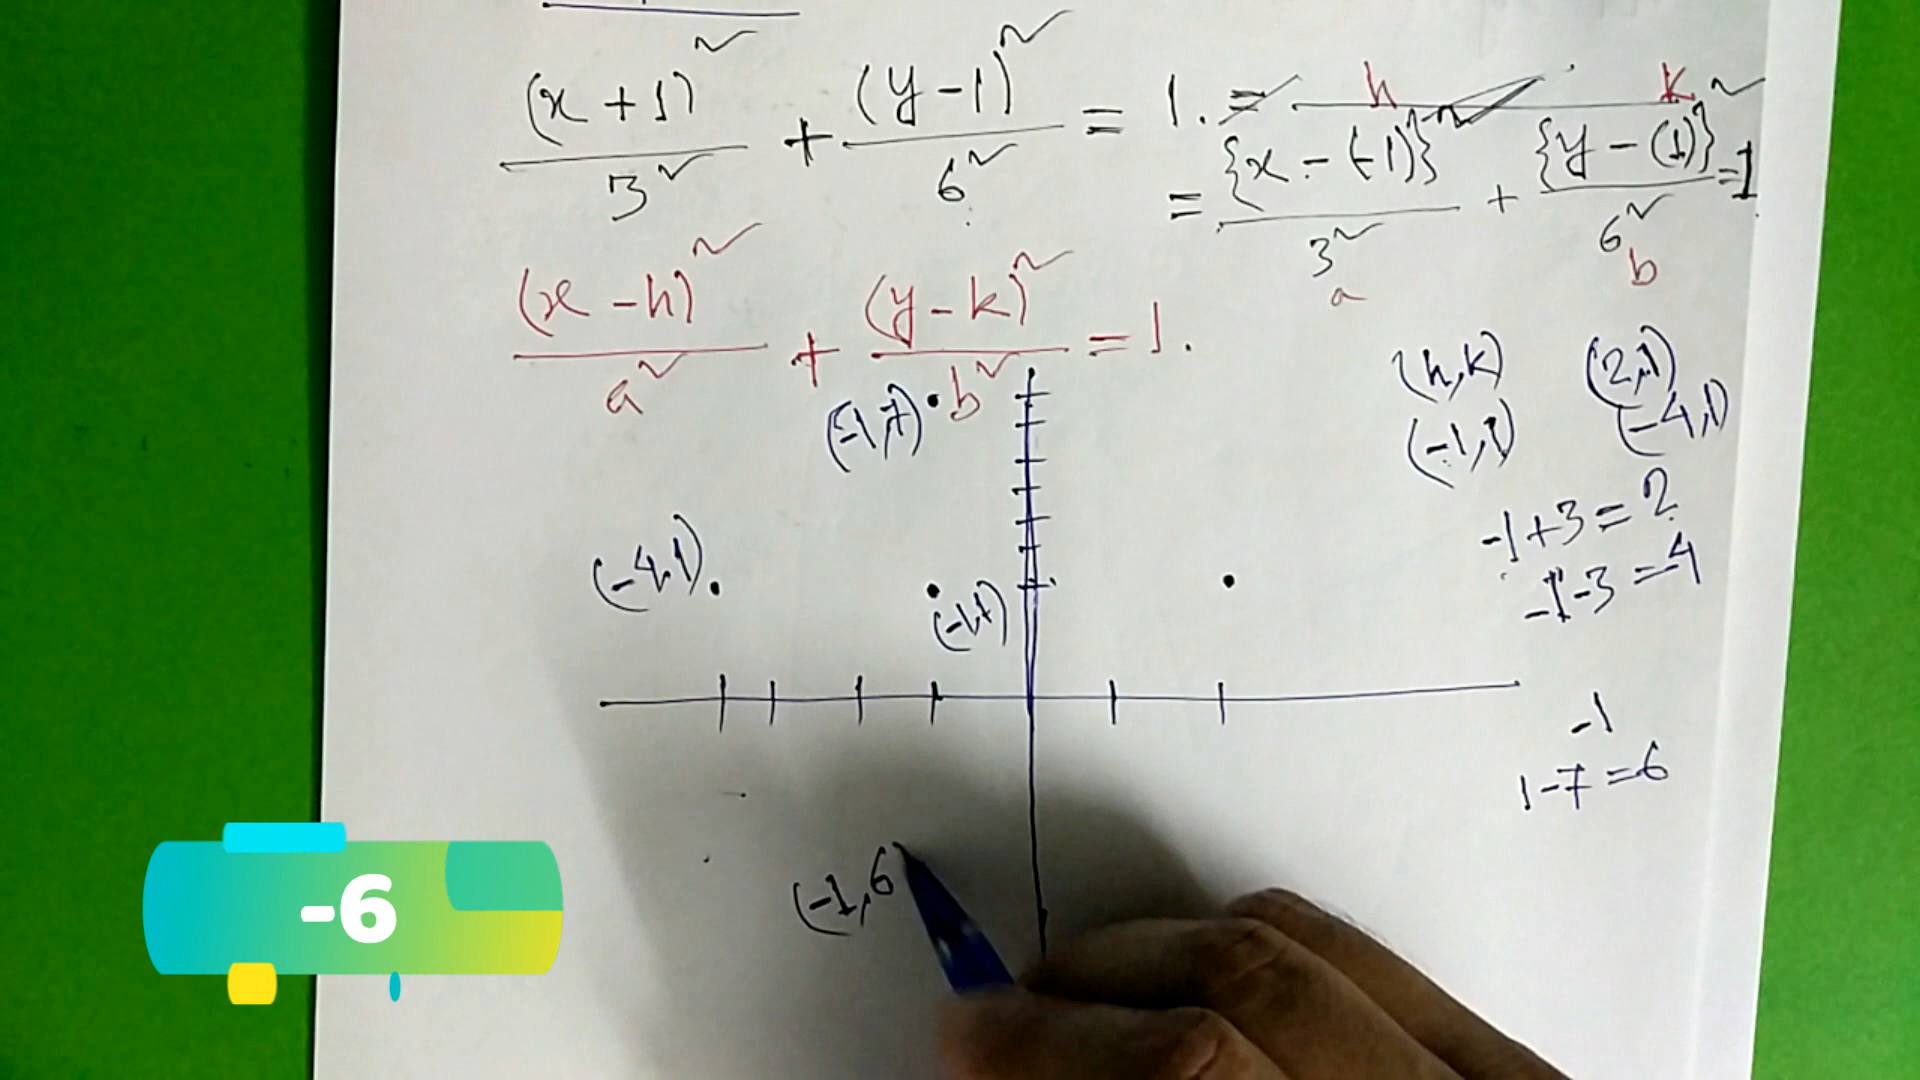 (x + 1)² / 3² + (y - 1)² / 6² = 1. =
= {x - (-1)}² / 3² + {y - (1)}² / 6² = 1
h k
a b
(x - h)² / a² + (y - k)² / b² = 1.
(h,k) (2,1)
(-1,1) (-4,1)
-1+3=2
-1-3=-4
(-1,7)
(-4,1)
(-1,1)
-1
1-7=6
(-1,6
-6